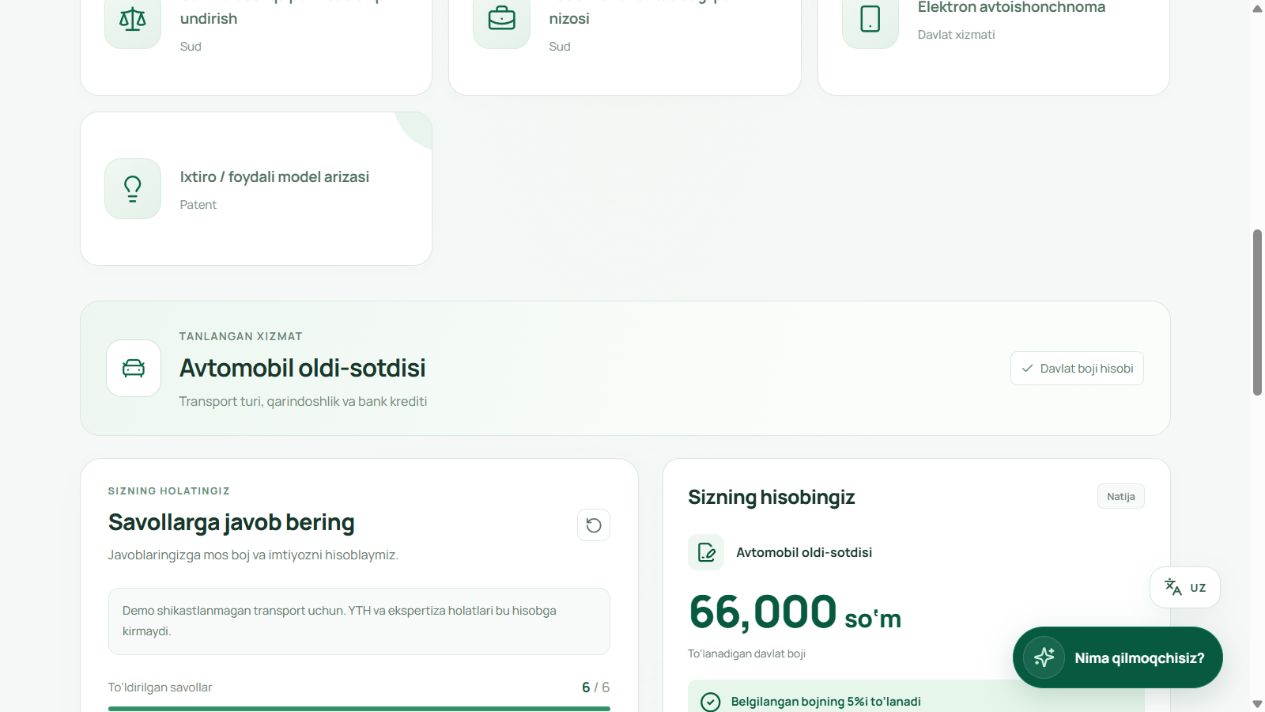 undirish
Sud
nizosi
Sud
Elektron avtoishonchnoma
Davlat xizmati
Ixtiro / foydali model arizasi
Patent
TANLANGAN XIZMAT
Avtomobil oldi-sotdisi
Transport turi, qarindoshlik va bank krediti
Davlat boji hisobi
SIZNING HOLATINGIZ
Savollarga javob bering
Javoblaringizga mos boj va imtiyozni hisoblaymiz.
Demo shikastlanmagan transport uchun. YTH va ekspertiza holatlari bu hisobga
kirmaydi.
To‘ldirilgan savollar
6 / 6
Sizning hisobingiz
Natija
Avtomobil oldi-sotdisi
66,000 so‘m
To‘lanadigan davlat boji
Belgilangan bojning 5%i to‘lanadi
UZ
Nima qilmoqchisiz?